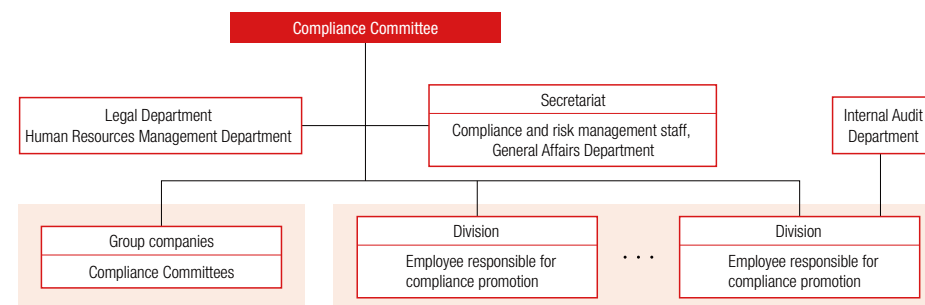 Compliance Committee
Legal Department
Human Resources Management Department
Secretariat
Compliance and risk management staff,
General Affairs Department
Internal Audit
Department
Group companies
Compliance Committees
Division
Employee responsible for
compliance promotion
. . .
Division
Employee responsible for
compliance promotion